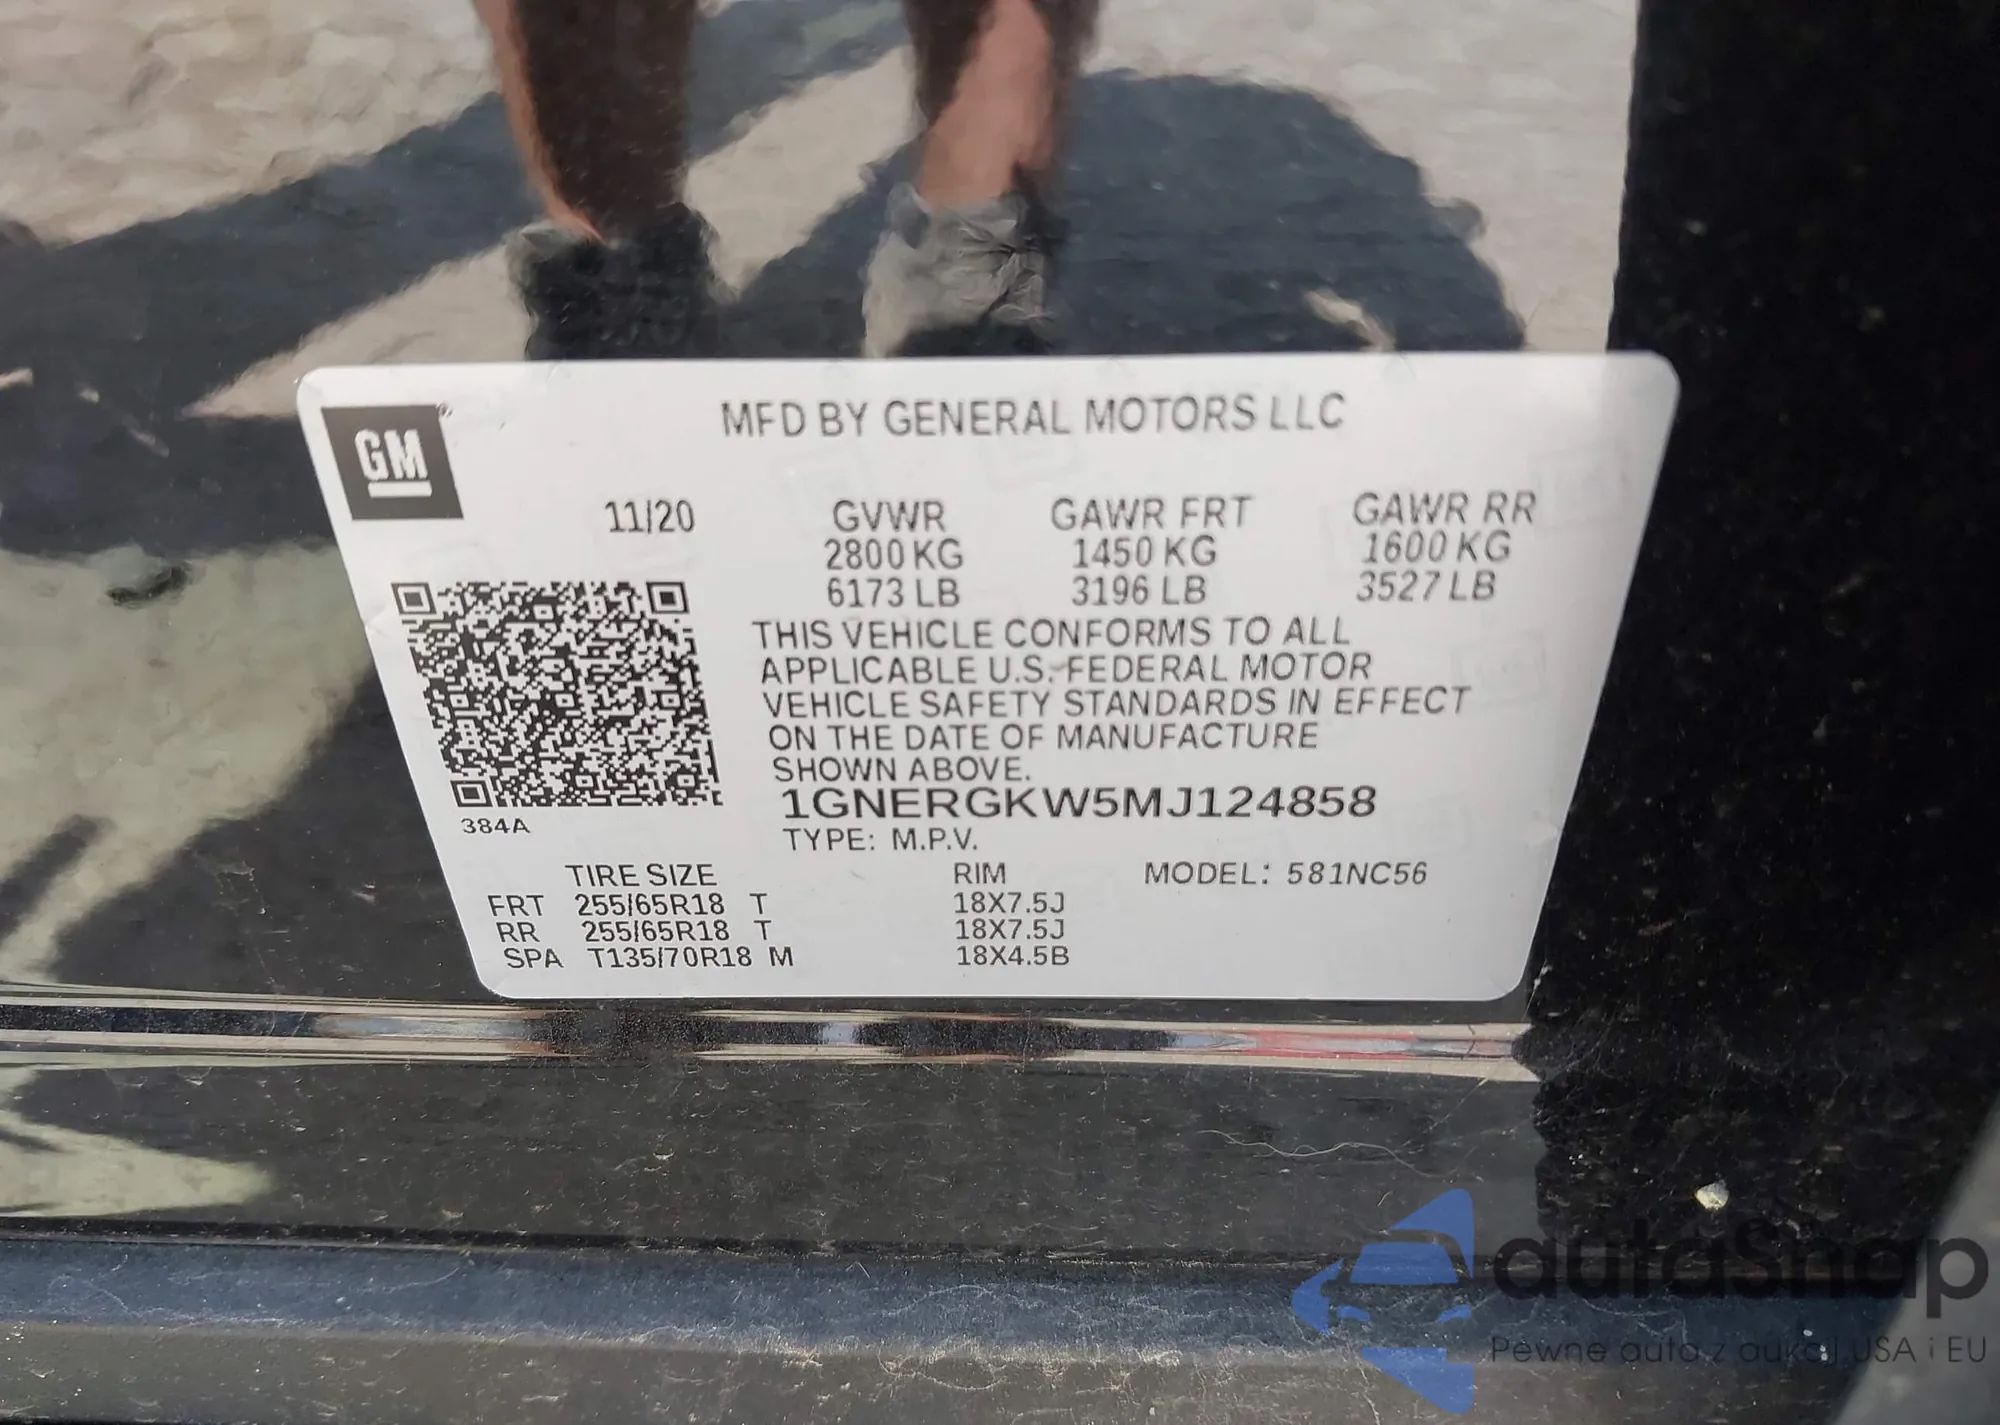 GM
MFD BY GENERAL MOTORS LLC
11/20 GVWR GAWR FRT GAWR RR
2800 KG 1450 KG 1600 KG
6173 LB 3196 LB 3527 LB
THIS VEHICLE CONFORMS TO ALL
APPLICABLE U.S. FEDERAL MOTOR
VEHICLE SAFETY STANDARDS IN EFFECT
ON THE DATE OF MANUFACTURE
SHOWN ABOVE.
1GNERGKW5MJ124858
384A
TYPE: M.P.V.
TIRE SIZE RIM MODEL: 581NC56
FRT 255/65R18 T 18X7.5J
RR 255/65R18 T 18X7.5J
SPA T135/70R18 M 18X4.5B
autaSnap
Pewne auta z aukcji USA i EU